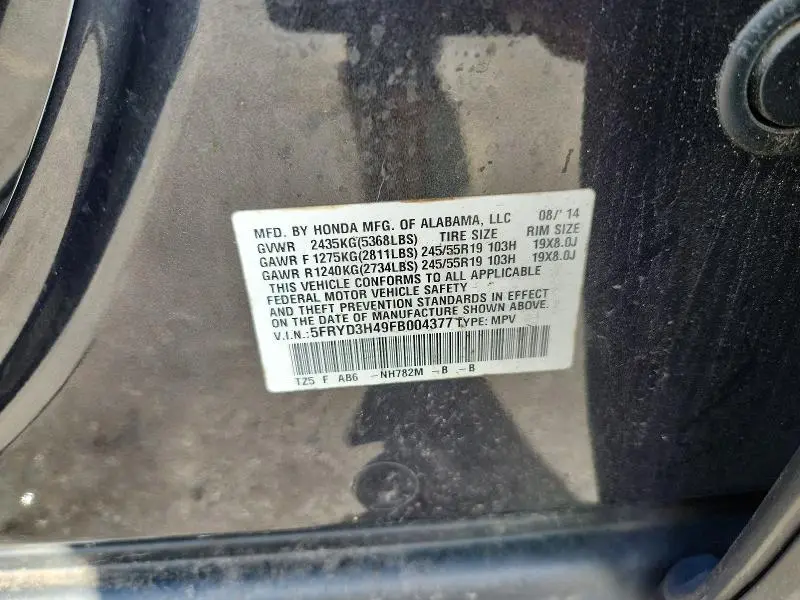 MFD. BY HONDA MFG. OF ALABAMA, LLC 08/'14
GVWR 2435KG(5368LBS) TIRE SIZE RIM SIZE
GAWR F 1275KG(2811LBS) 245/55R19 103H 19X8.0J
GAWR R1240KG(2734LBS) 245/55R19 103H 19X8.0J
THIS VEHICLE CONFORMS TO ALL APPLICABLE
FEDERAL MOTOR VEHICLE SAFETY
AND THEFT PREVENTION STANDARDS IN EFFECT
ON THE DATE OF MANUFACTURE SHOWN ABOVE.
V.I.N.:5FRYD3H49FB004377 TYPE: MPV
TZ5 F AB6 -NH782M -B -B